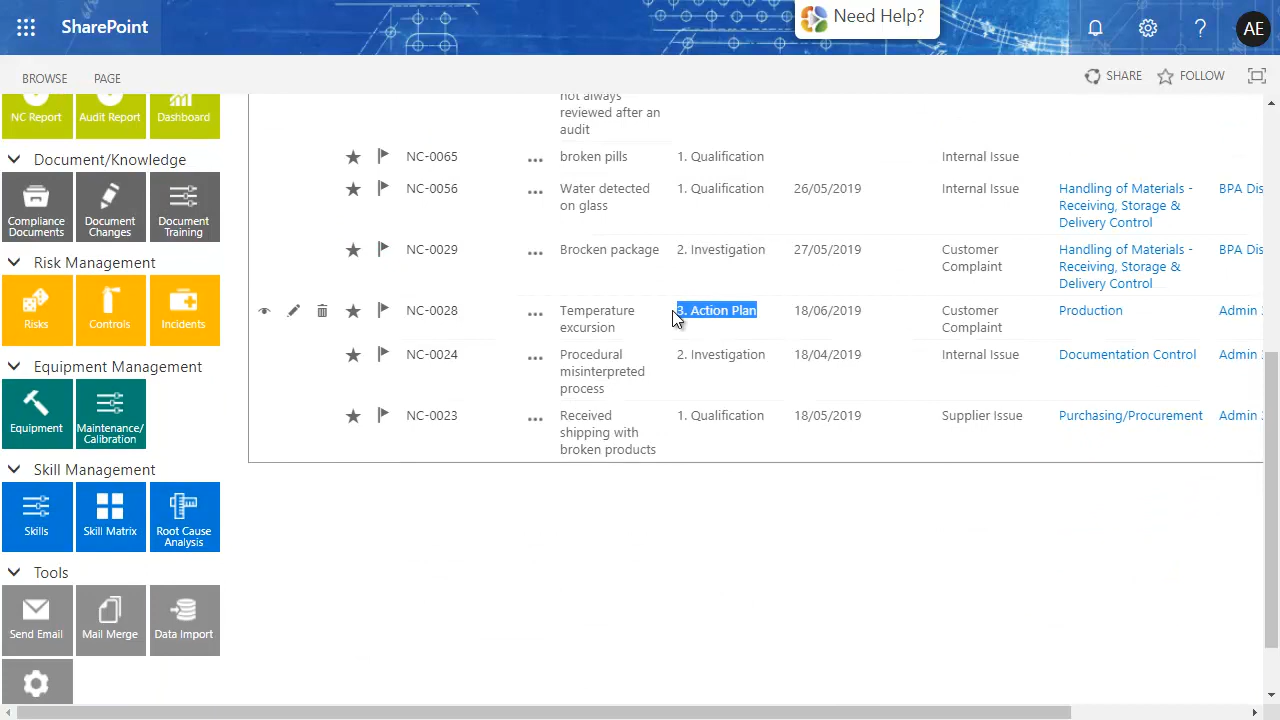 SharePoint
Need Help?
AE
BROWSE
PAGE
SHARE
FOLLOW
NC Report
Audit Report
Dashboard
Document/Knowledge
Compliance
Documents
Document
Changes
Document
Training
Risk Management
Risks
Controls
Incidents
Equipment Management
Equipment
Maintenance/
Calibration
Skill Management
Skills
Skill Matrix
Root Cause
Analysis
Tools
Send Email
Mail Merge
Data Import
not always
reviewed after an
audit
NC-0065
broken pills
1. Qualification
Internal Issue
NC-0056
Water detected
on glass
1. Qualification
26/05/2019
Internal Issue
Handling of Materials -
Receiving, Storage &
Delivery Control
BPA Dis
NC-0029
Brocken package
2. Investigation
27/05/2019
Customer
Complaint
Handling of Materials -
Receiving, Storage &
Delivery Control
BPA Dis
NC-0028
Temperature
excursion
3. Action Plan
18/06/2019
Customer
Complaint
Production
Admin
NC-0024
Procedural
misinterpreted
process
2. Investigation
18/04/2019
Internal Issue
Documentation Control
Admin
NC-0023
Received
shipping with
broken products
1. Qualification
18/05/2019
Supplier Issue
Purchasing/Procurement
Admin